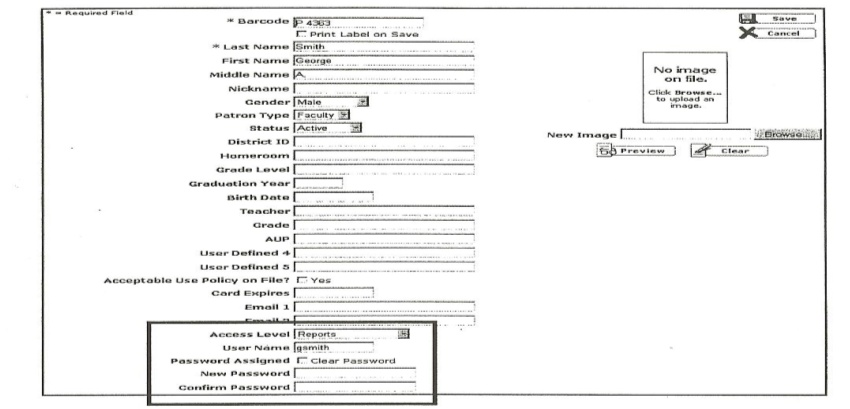 * = Required Field
* Barcode P 4363
Print Label on Save
* Last Name Smith
First Name George
Middle Name A.
Nickname
Gender Male
Patron Type Faculty
Status Active
District ID
Homeroom
Grade Level
Graduation Year
Birth Date
Teacher
Grade
AUP
User Defined 4
User Defined 5
Acceptable Use Policy on File? Yes
Card Expires
Email 1
Email 2
Access Level Reports
User Name gsmith
Password Assigned Clear Password
New Password
Confirm Password
Save
Cancel
No image
on file.
Click Browse...
to upload an
image.
New Image Browse...
Preview Clear